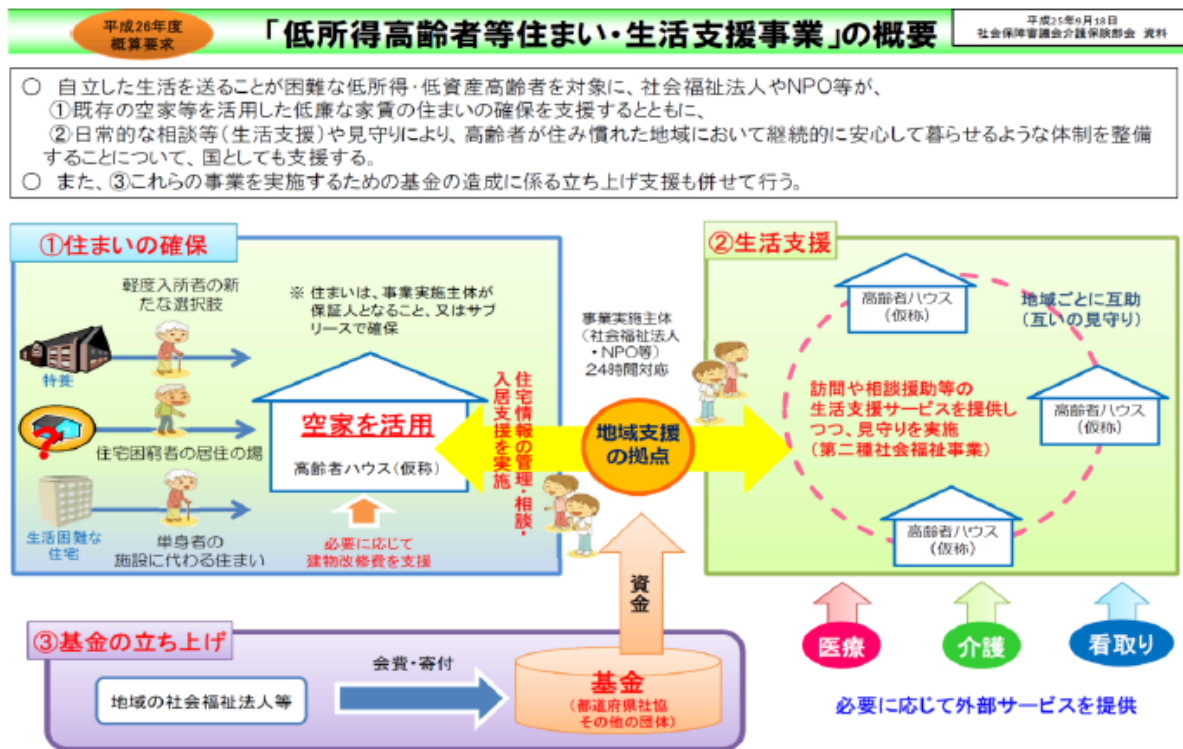 平成26年度
概算要求
「低所得高齢者等住まい・生活支援事業」の概要
平成25年9月18日
社会保障審議会介護保険部会 資料
○ 自立した生活を送ることが困難な低所得・低資産高齢者を対象に、社会福祉法人やNPO等が、
①既存の空家等を活用した低廉な家賃の住まいの確保を支援するとともに、
②日常的な相談等(生活支援)や見守りにより、高齢者が住み慣れた地域において継続的に安心して暮らせるような体制を整備
することについて、国としても支援する。
○ また、③これらの事業を実施するための基金の造成に係る立ち上げ支援も併せて行う。
①住まいの確保
軽度入所者の新
たな選択肢
特養
住宅困窮者の居住の場
生活困難な
住宅
単身者の
施設に代わる住まい
※ 住まいは、事業実施主体が
保証人となること、又はサブ
リースで確保
空家を活用
高齢者ハウス(仮称)
必要に応じて
建物改修費を支援
住宅情報の管理・相談・
入居支援を実施
事業実施主体
(社会福祉法人
・NPO等)
24時間対応
地域支援
の拠点
②生活支援
高齢者ハウス
(仮称)
地域ごとに互助
(互いの見守り)
訪問や相談援助等の
生活支援サービスを提供し
つつ、見守りを実施
(第二種社会福祉事業)
高齢者ハウス
(仮称)
高齢者ハウス
(仮称)
医療
介護
看取り
必要に応じて外部サービスを提供
資金
③基金の立ち上げ
地域の社会福祉法人等
会費・寄付
基金
(都道府県社協
その他の団体)
?